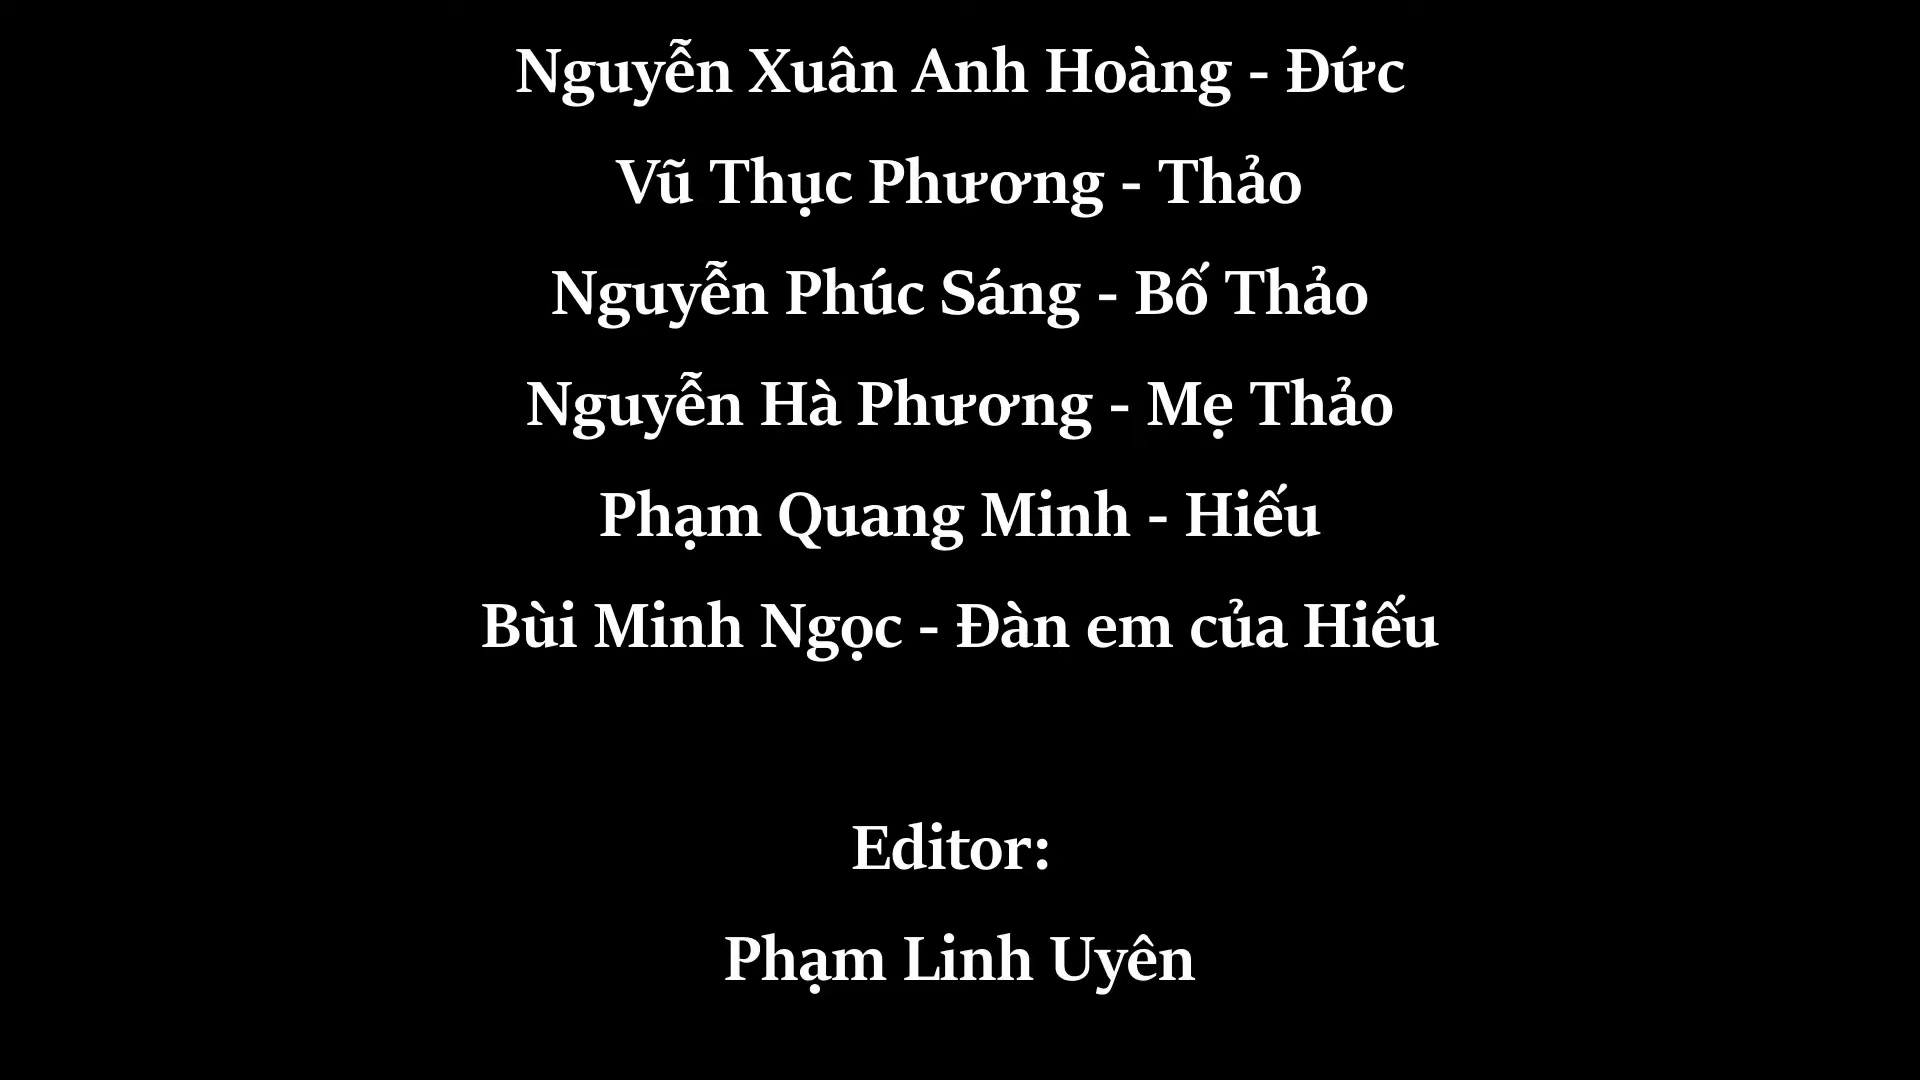 Nguyễn Xuân Anh Hoàng - Đức
Vũ Thục Phương - Thảo
Nguyễn Phúc Sáng - Bố Thảo
Nguyễn Hà Phương - Mẹ Thảo
Phạm Quang Minh - Hiếu
Bùi Minh Ngọc - Đàn em của Hiếu
Editor:
Phạm Linh Uyên